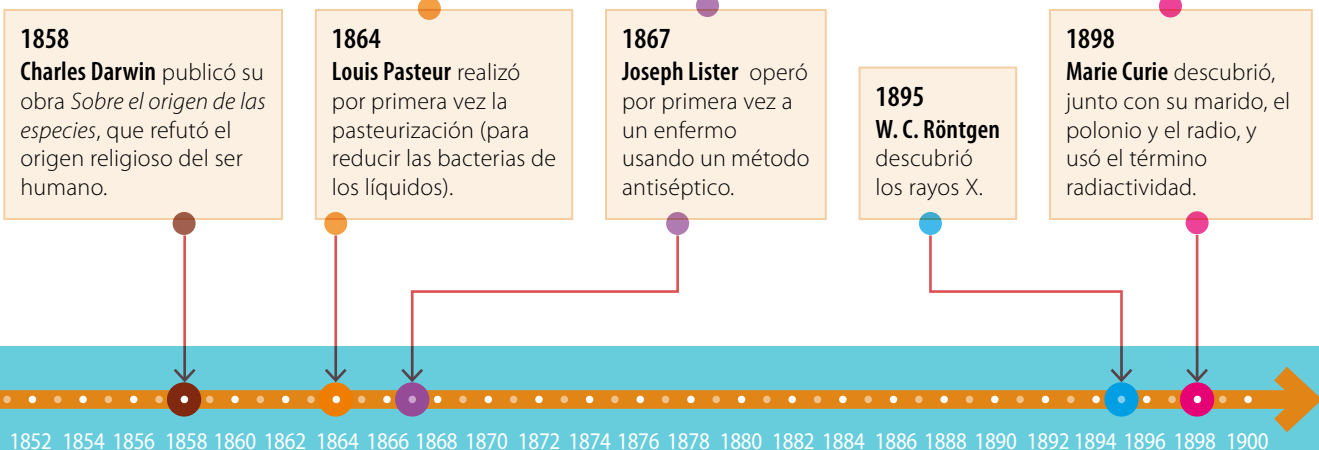 1858
Charles Darwin publicó su
obra Sobre el origen de las
especies, que refutó el
origen religioso del ser
humano.
1864
Louis Pasteur realizó
por primera vez la
pasteurización (para
reducir las bacterias de
los líquidos).
1867
Joseph Lister operó
por primera vez a
un enfermo
usando un método
antiséptico.
1895
W. C. Röntgen
descubrió
los rayos X.
1898
Marie Curie descubrió,
junto con su marido, el
polonio y el radio, y
usó el término
radiactividad.
1852 1854 1856 1858 1860 1862 1864 1866 1868 1870 1872 1874 1876 1878 1880 1882 1884 1886 1888 1890 1892 1894 1896 1898 1900